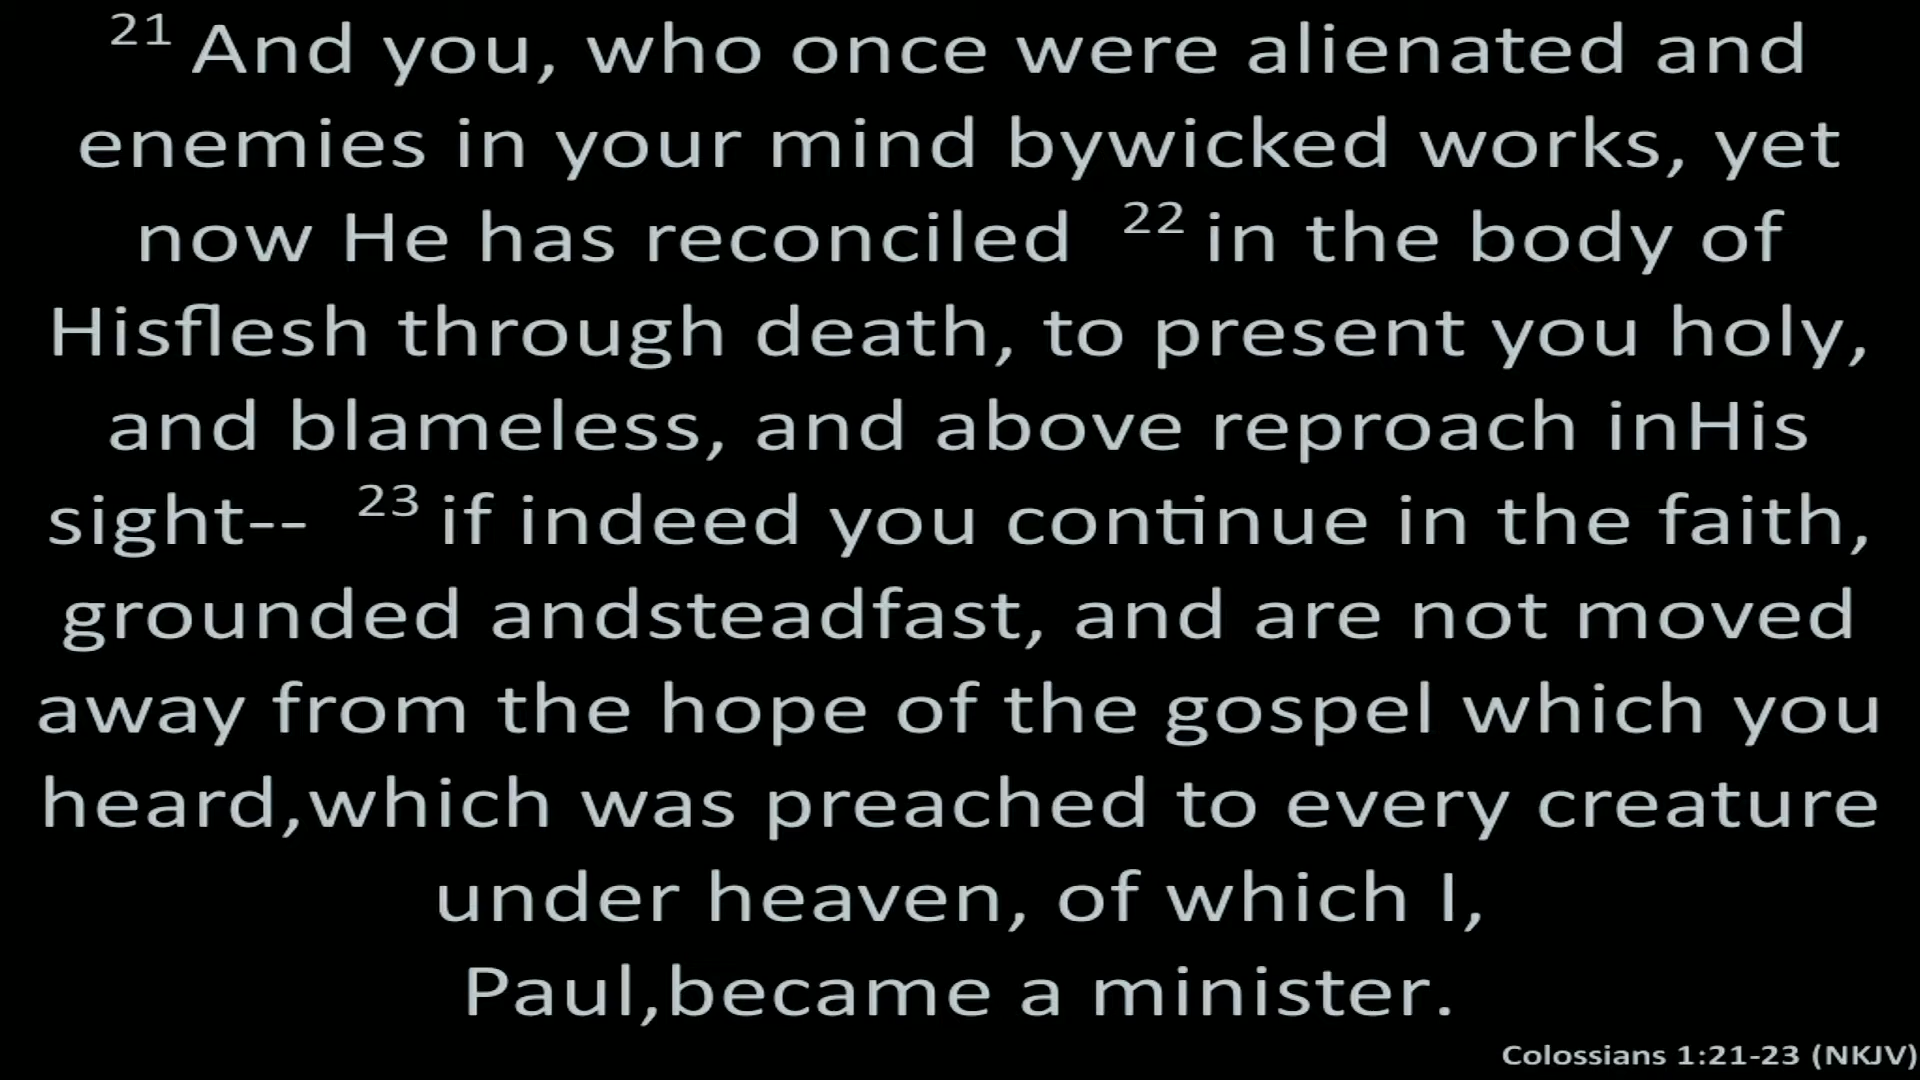 21 And you, who once were alienated and
enemies in your mind bywicked works, yet
now He has reconciled 22 in the body of
Hisflesh through death, to present you holy,
and blameless, and above reproach inHis
sight-- 23 if indeed you continue in the faith,
grounded andsteadfast, and are not moved
away from the hope of the gospel which you
heard,which was preached to every creature
under heaven, of which I,
Paul,became a minister.
Colossians 1:21-23 (NKJV)